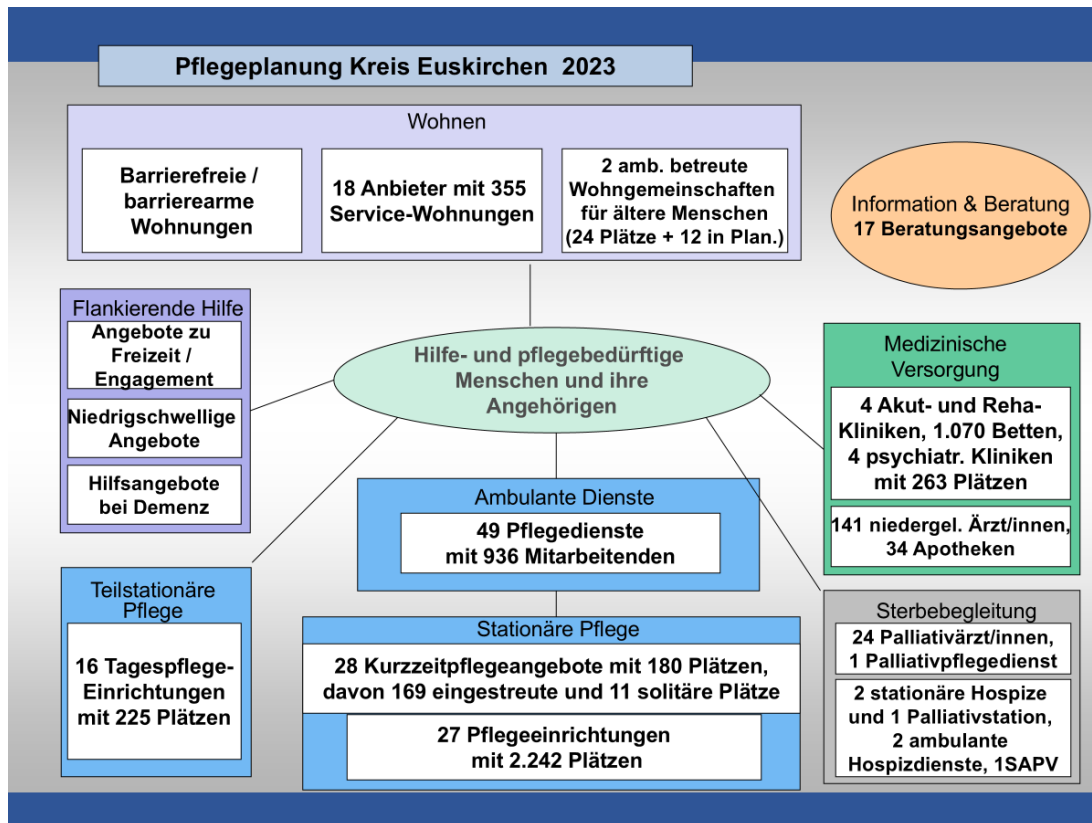 Pflegeplanung Kreis Euskirchen 2023
Wohnen
Barrierefreie /
barrierearme
Wohnungen
18 Anbieter mit 355
Service-Wohnungen
2 amb. betreute
Wohngemeinschaften
für ältere Menschen
(24 Plätze + 12 in Plan.)
Information & Beratung
17 Beratungsangebote
Flankierende Hilfe
Angebote zu
Freizeit /
Engagement
Niedrigschwellige
Angebote
Hilfsangebote
bei Demenz
Hilfe- und pflegebedürftige
Menschen und ihre
Angehörigen
Medizinische
Versorgung
4 Akut- und Reha-
Kliniken, 1.070 Betten,
4 psychiatr. Kliniken
mit 263 Plätzen
141 niedergel. Ärzt/innen,
34 Apotheken
Ambulante Dienste
49 Pflegedienste
mit 936 Mitarbeitenden
Teilstationäre
Pflege
16 Tagespflege-
Einrichtungen
mit 225 Plätzen
Stationäre Pflege
28 Kurzzeitpflegeangebote mit 180 Plätzen,
davon 169 eingestreute und 11 solitäre Plätze
27 Pflegeeinrichtungen
mit 2.242 Plätzen
Sterbebegleitung
24 Palliativärzt/innen,
1 Palliativpflegedienst
2 stationäre Hospize
und 1 Palliativstation,
2 ambulante
Hospizdienste, 1SAPV